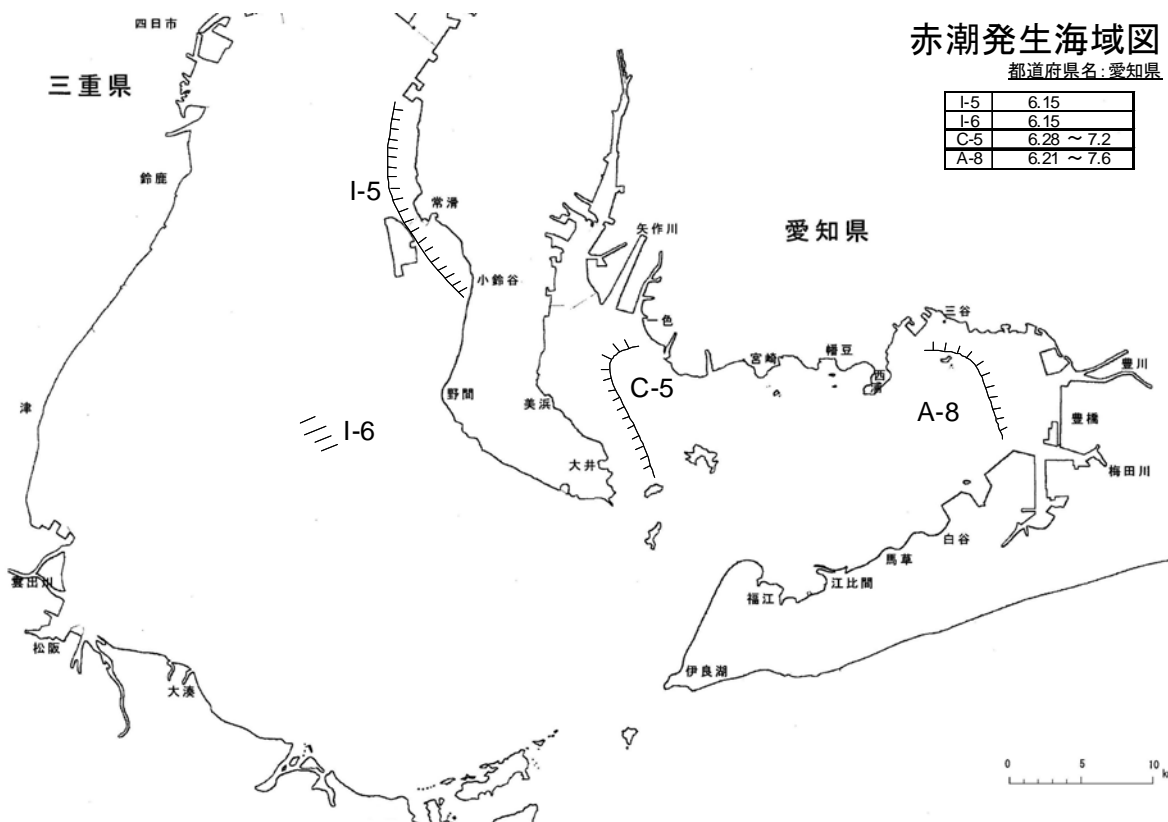 赤潮発生海域図
都道府県名：愛知県
I-5 6.15
I-6 6.15
C-5 6.28 ～ 7.2
A-8 6.21 ～ 7.6
四日市
三重県
鈴鹿
I-5
常滑
矢作川
愛知県
小鈴谷
一色
三谷
宮崎
幡豆
西浦
豊川
C-5
A-8
津
野間
美浜
豊橋
I-6
大井
梅田川
白谷
馬草
雲田川
江比間
福江
松阪
大湊
伊良湖
0 5 10
k